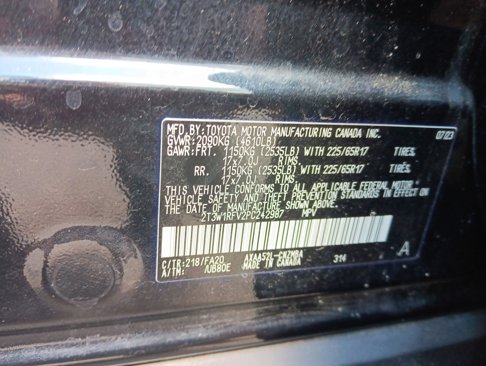 MFD.BY:TOYOTA MOTOR MANUFACTURING CANADA INC. 07/23
GVWR:2090KG (4610LB)
GAWR:FRT. 1150KG (2535LB) WITH 225/65R17 TIRES,
17x7.0J RIMS,
RR. 1150KG (2535LB) WITH 225/65R17 TIRES,
17x7.0J RIMS
THIS VEHICLE CONFORMS TO ALL APPLICABLE FEDERAL MOTOR
VEHICLE SAFETY AND THEFT PREVENTION STANDARDS IN EFFECT ON
THE DATE OF MANUFACTURE SHOWN ABOVE.
2T3W1RFV2PC242987 MPV
C/TR:218/FA20 AXAA52L-CNZMBA 314 A
A/TM: /UB80E MADE IN CANADA